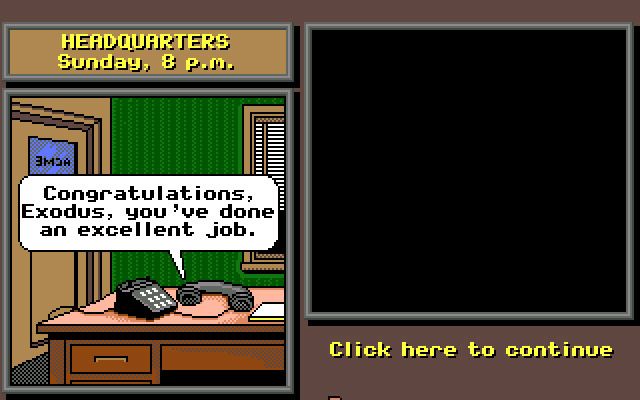 HEADQUARTERS
Sunday, 8 p.m.
ACME
Congratulations,
Exodus, you've done
an excellent job.
Click here to continue